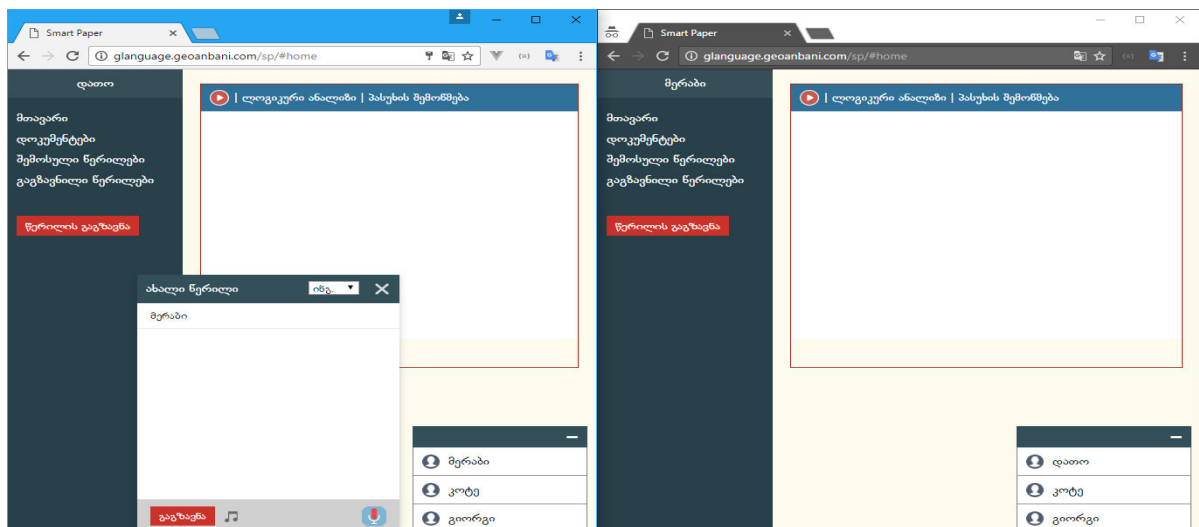 Smart Paper
glanguage.geoanbani.com/sp/#home
დათო
| ლოგიკური ანალიზი | პასუხის შემოწმება
მთავარი
დოკუმენტები
შემოსული წერილები
გაგზავნილი წერილები
წერილის გაგზავნა
ახალი წერილი
ინგ.
მერაბი
გაგზავნა
მერაბი
კოტე
გიორგი
Smart Paper
glanguage.geoanbani.com/sp/#home
მერაბი
| ლოგიკური ანალიზი | პასუხის შემოწმება
მთავარი
დოკუმენტები
შემოსული წერილები
გაგზავნილი წერილები
წერილის გაგზავნა
დათო
კოტე
გიორგი